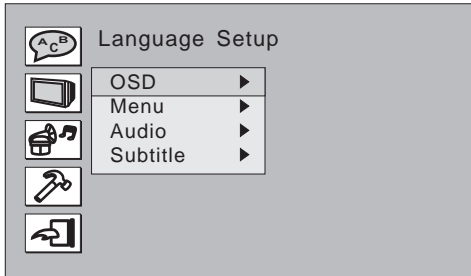 A C B
Language Setup
OSD
Menu
Audio
Subtitle